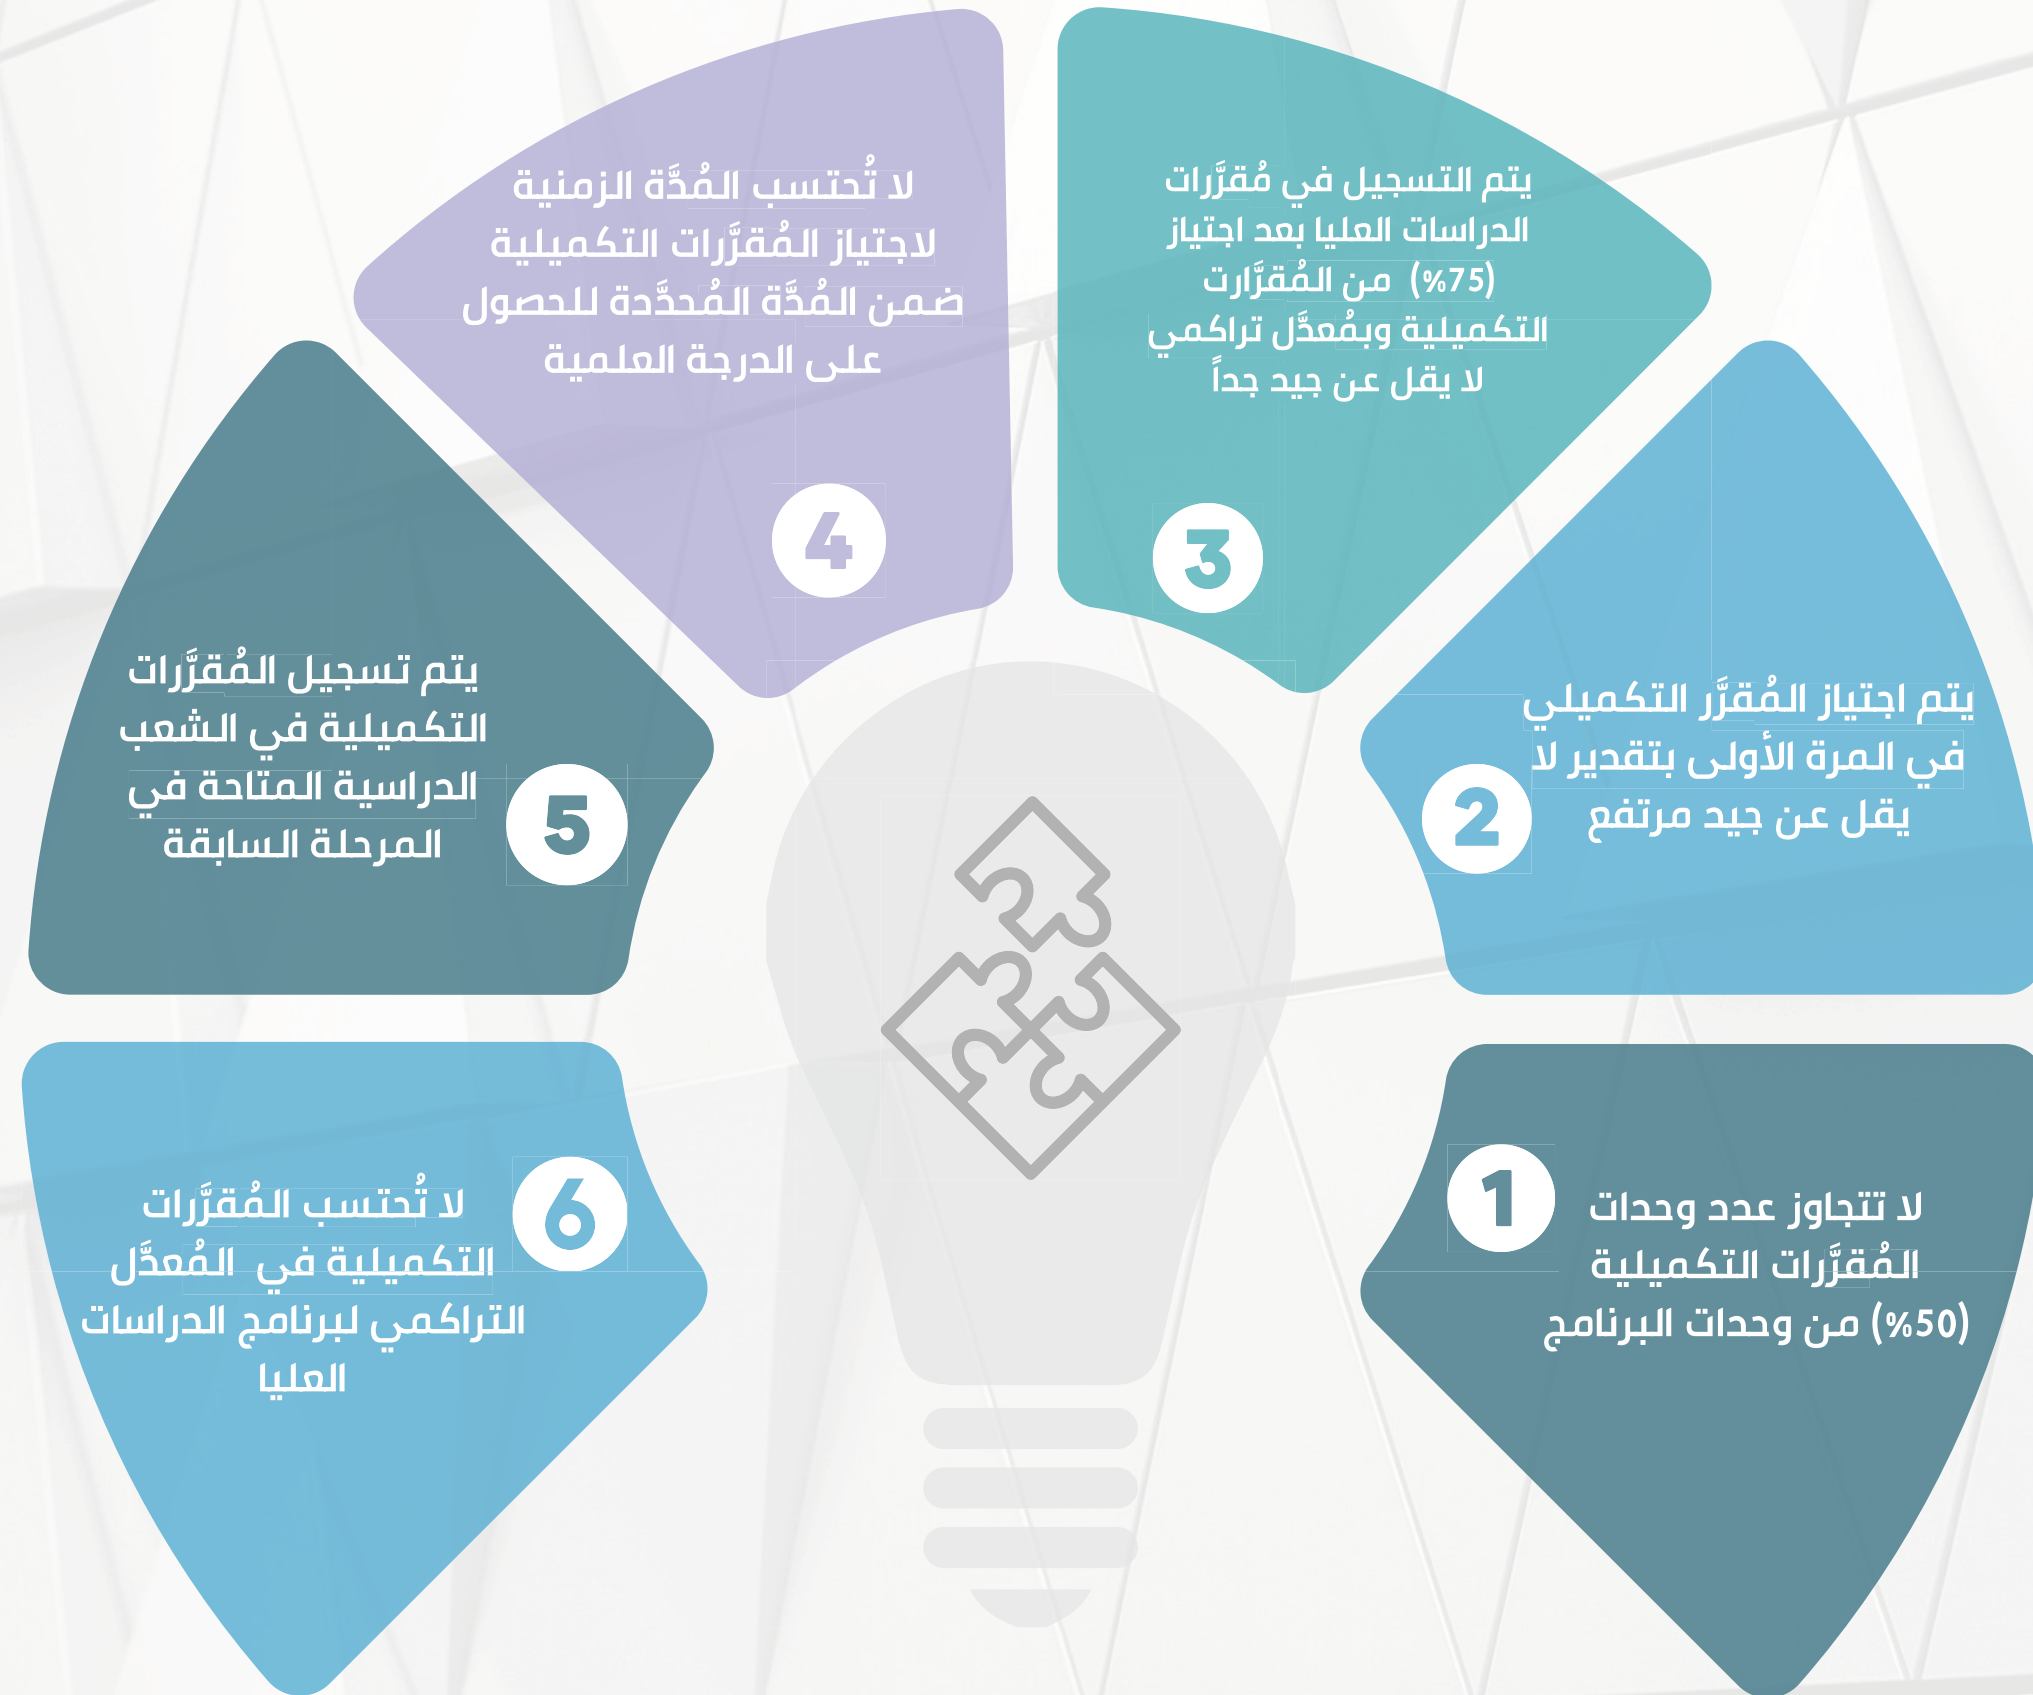 1
لا تتجاوز عدد وحدات
المُقرَّرات التكميلية
(50%) من وحدات البرنامج
2
يتم اجتياز المُقرَّر التكميلي
في المرة الأولى بتقدير لا
يقل عن جيد مرتفع
3
يتم التسجيل في مُقرَّرات
الدراسات العليا بعد اجتياز
(75%) من المُقرَّارت
التكميلية وبمُعدَّل تراكمي
لا يقل عن جيد جداً
4
لا تُحتسب المُدَّة الزمنية
لاجتياز المُقرَّرات التكميلية
ضمن المُدَّة المُحدَّدة للحصول
على الدرجة العلمية
5
يتم تسجيل المُقرَّرات
التكميلية في الشعب
الدراسية المتاحة في
المرحلة السابقة
6
لا تُحتسب المُقرَّرات
التكميلية في المُعدَّل
التراكمي لبرنامج الدراسات
العليا